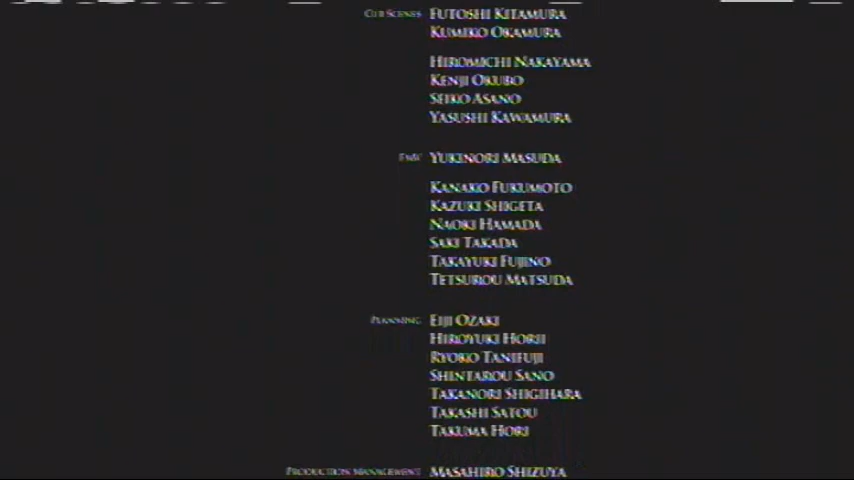 Cut Scenes FUTOSHI KITAMURA
KUMIKO OKAMURA
HIROMICHI NAKAYAMA
KENJI OKUBO
SEIKO ASANO
YASUSHI KAWAMURA
YUKINORI MASUDA
KANAKO FUKUMOTO
KAZUKI SHIGETA
NAOKI HAMADA
SAKI TAKADA
TAKAYUKI FUJINO
TETSUROU MATSUDA
PLANNING EIJI OZAKI
HIROYUKI HORII
RYOKO TANIFUJI
SHINTAROU SANO
TAKANORI SHIGIHARA
TAKASHI SATOU
TAKUMA HORI
PRODUCTION MANAGEMENT MASAHIRO SHIZUYA